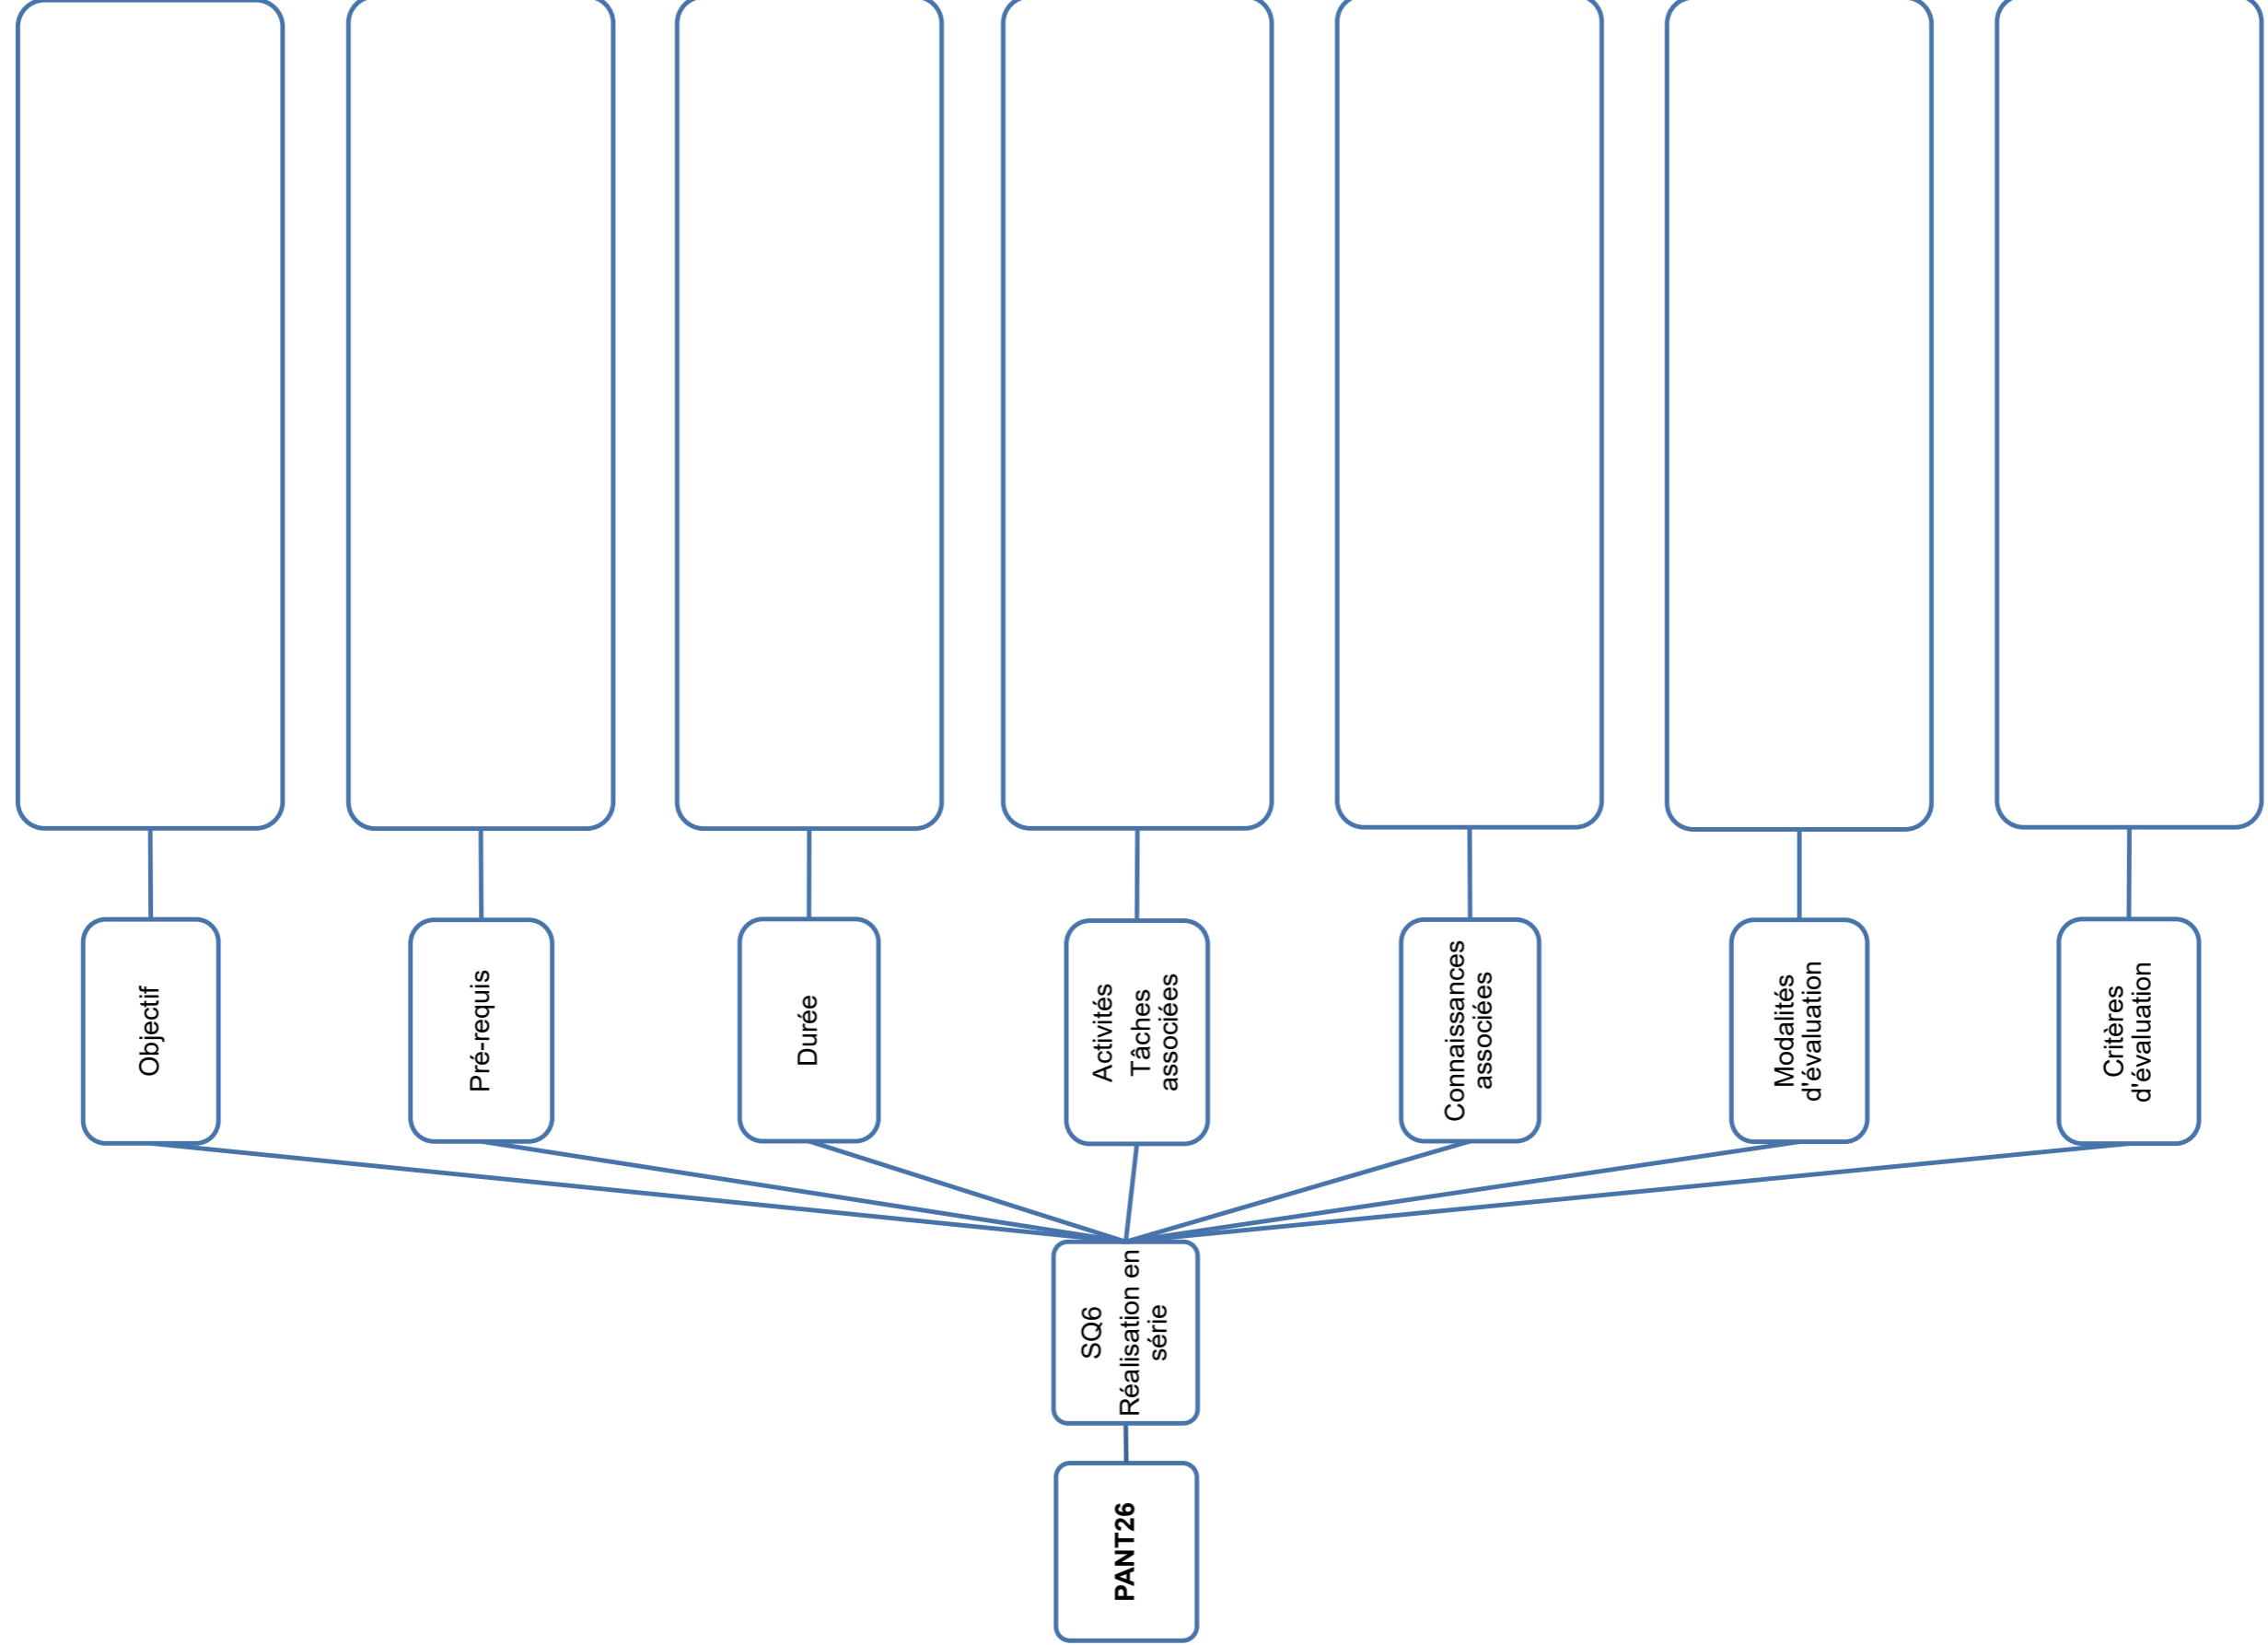 PANT26
SQ6
Réalisation en
série
Objectif
Pré-requis
Durée
Activités
Tâches
associées
Connaissances
associées
Modalités
d'évaluation
Critères
d'évaluation